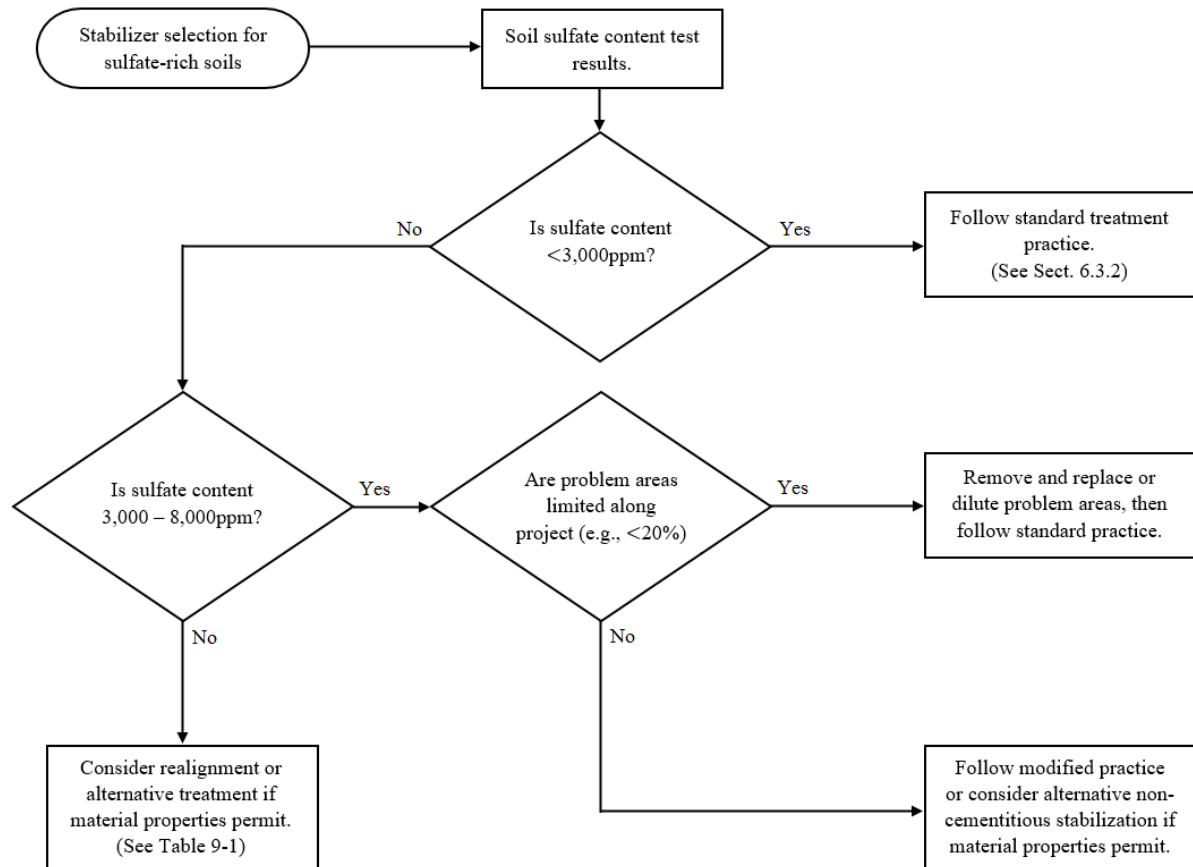 Stabilizer selection for
sulfate-rich soils
Soil sulfate content test
results.
Is sulfate content
<3,000ppm?
No
Yes
Follow standard treatment
practice.
(See Sect. 6.3.2)
Is sulfate content
3,000 – 8,000ppm?
Yes
No
Are problem areas
limited along
project (e.g., <20%)
Yes
No
Remove and replace or
dilute problem areas, then
follow standard practice.
Consider realignment or
alternative treatment if
material properties permit.
(See Table 9-1)
Follow modified practice
or consider alternative non-
cementitious stabilization if
material properties permit.